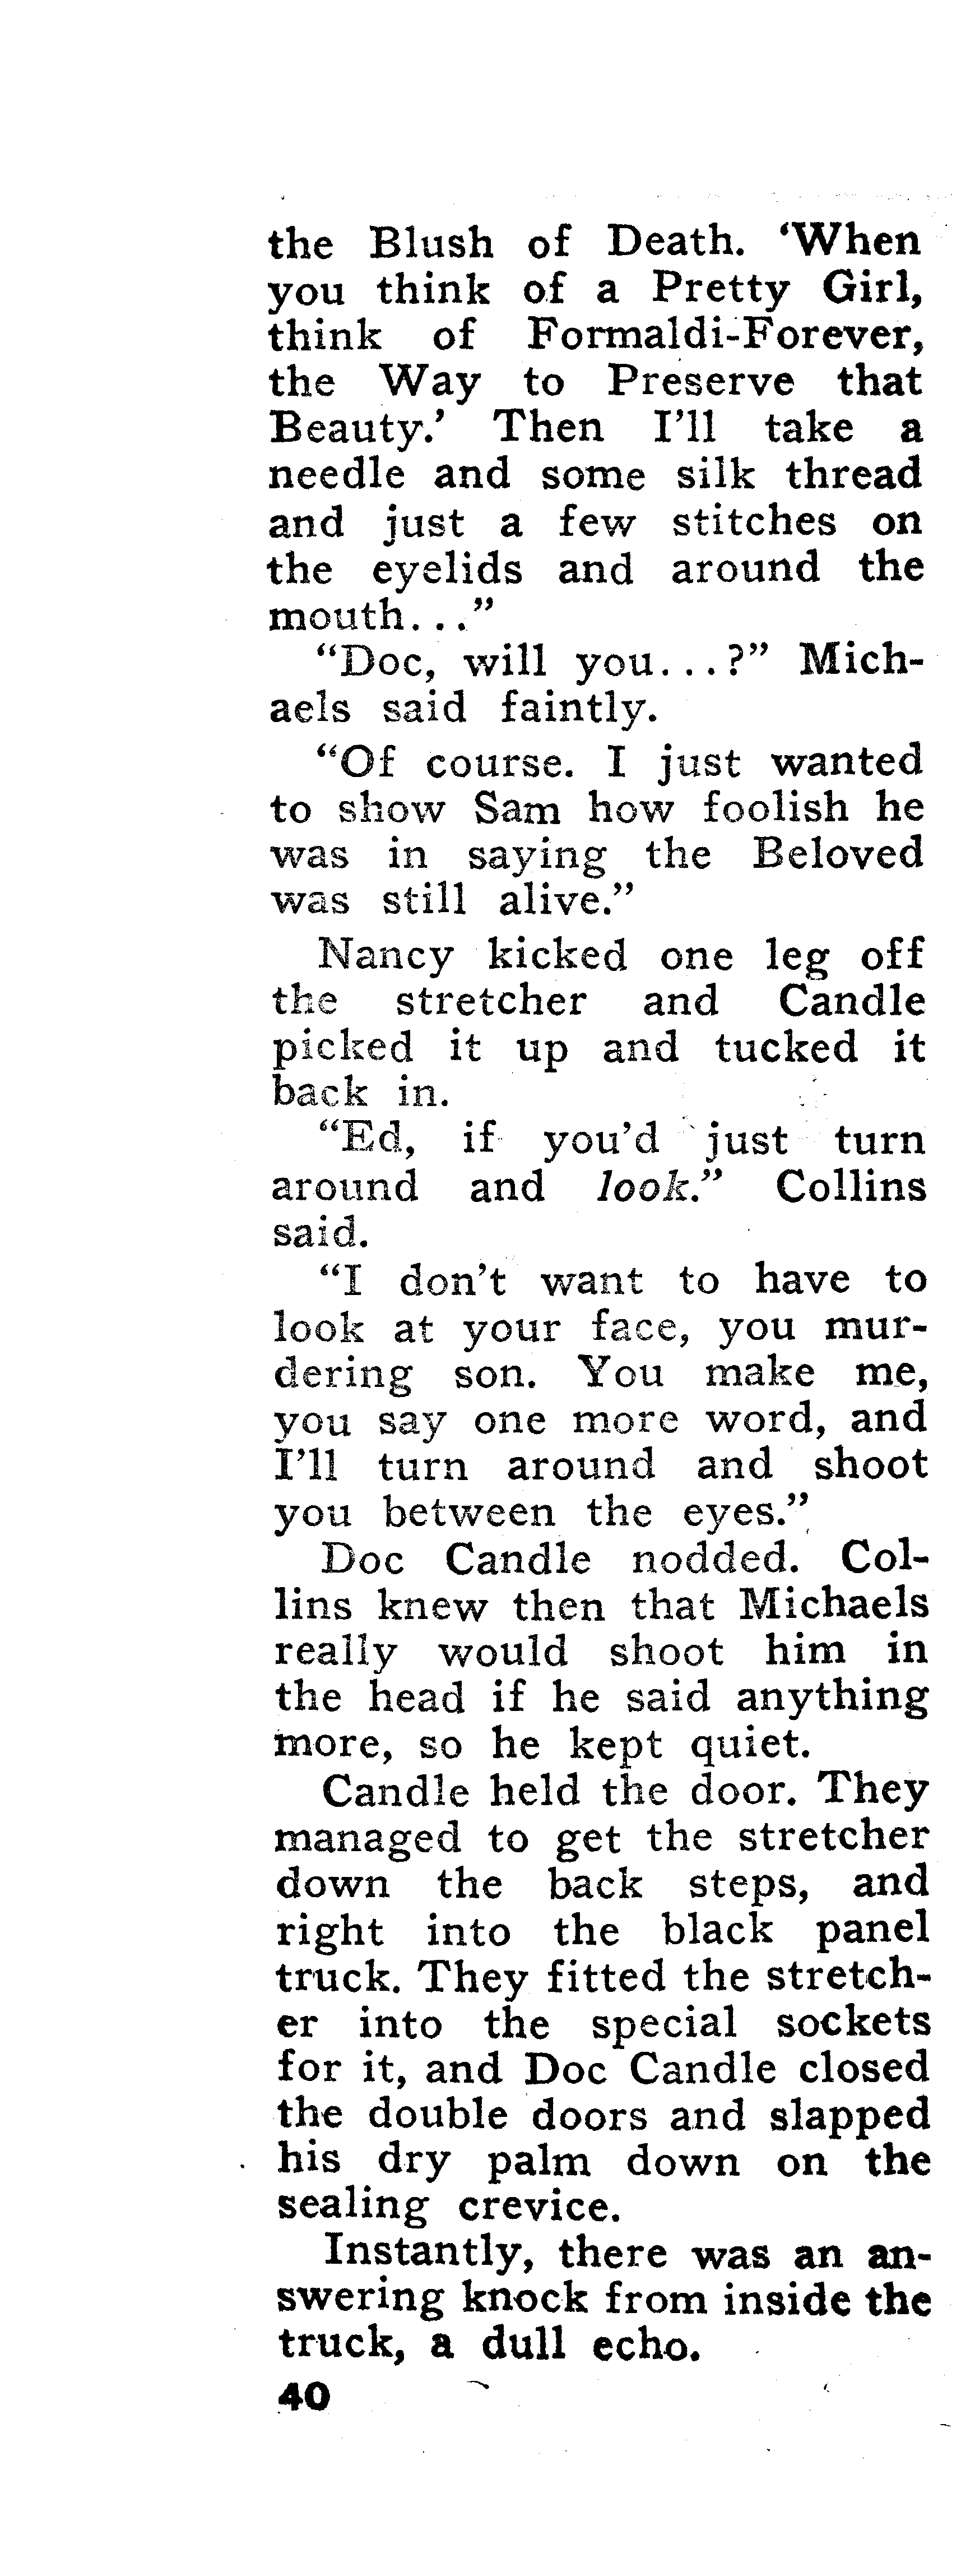 the Blush of Death. ‘When
you think of a Pretty Girl,
think of Formaldi-Forever,
the Way to Preserve that
Beauty.’ Then I’ll take a
needle and some silk thread
and just a few stitches on
the eyelids and around the
mouth...”
“Doc, will you...?” Mich-
aels said faintly.
“Of course. I just wanted
to show Sam how foolish he
was in saying the Beloved
was still alive.”
Nancy kicked one leg off
the stretcher and Candle
picked it up and tucked it
back in.
“Ed, if you’d just turn
around and look.” Collins
said.
“I don’t want to have to
look at your face, you mur-
dering son. You make me,
you say one more word, and
I’ll turn around and shoot
you between the eyes.”
Doc Candle nodded. Col-
lins knew then that Michaels
really would shoot him in
the head if he said anything
more, so he kept quiet.
Candle held the door. They
managed to get the stretcher
down the back steps, and
right into the black panel
truck. They fitted the stretch-
er into the special sockets
for it, and Doc Candle closed
the double doors and slapped
his dry palm down on the
sealing crevice.
Instantly, there was an an-
swering knock from inside the
truck, a dull echo.
40